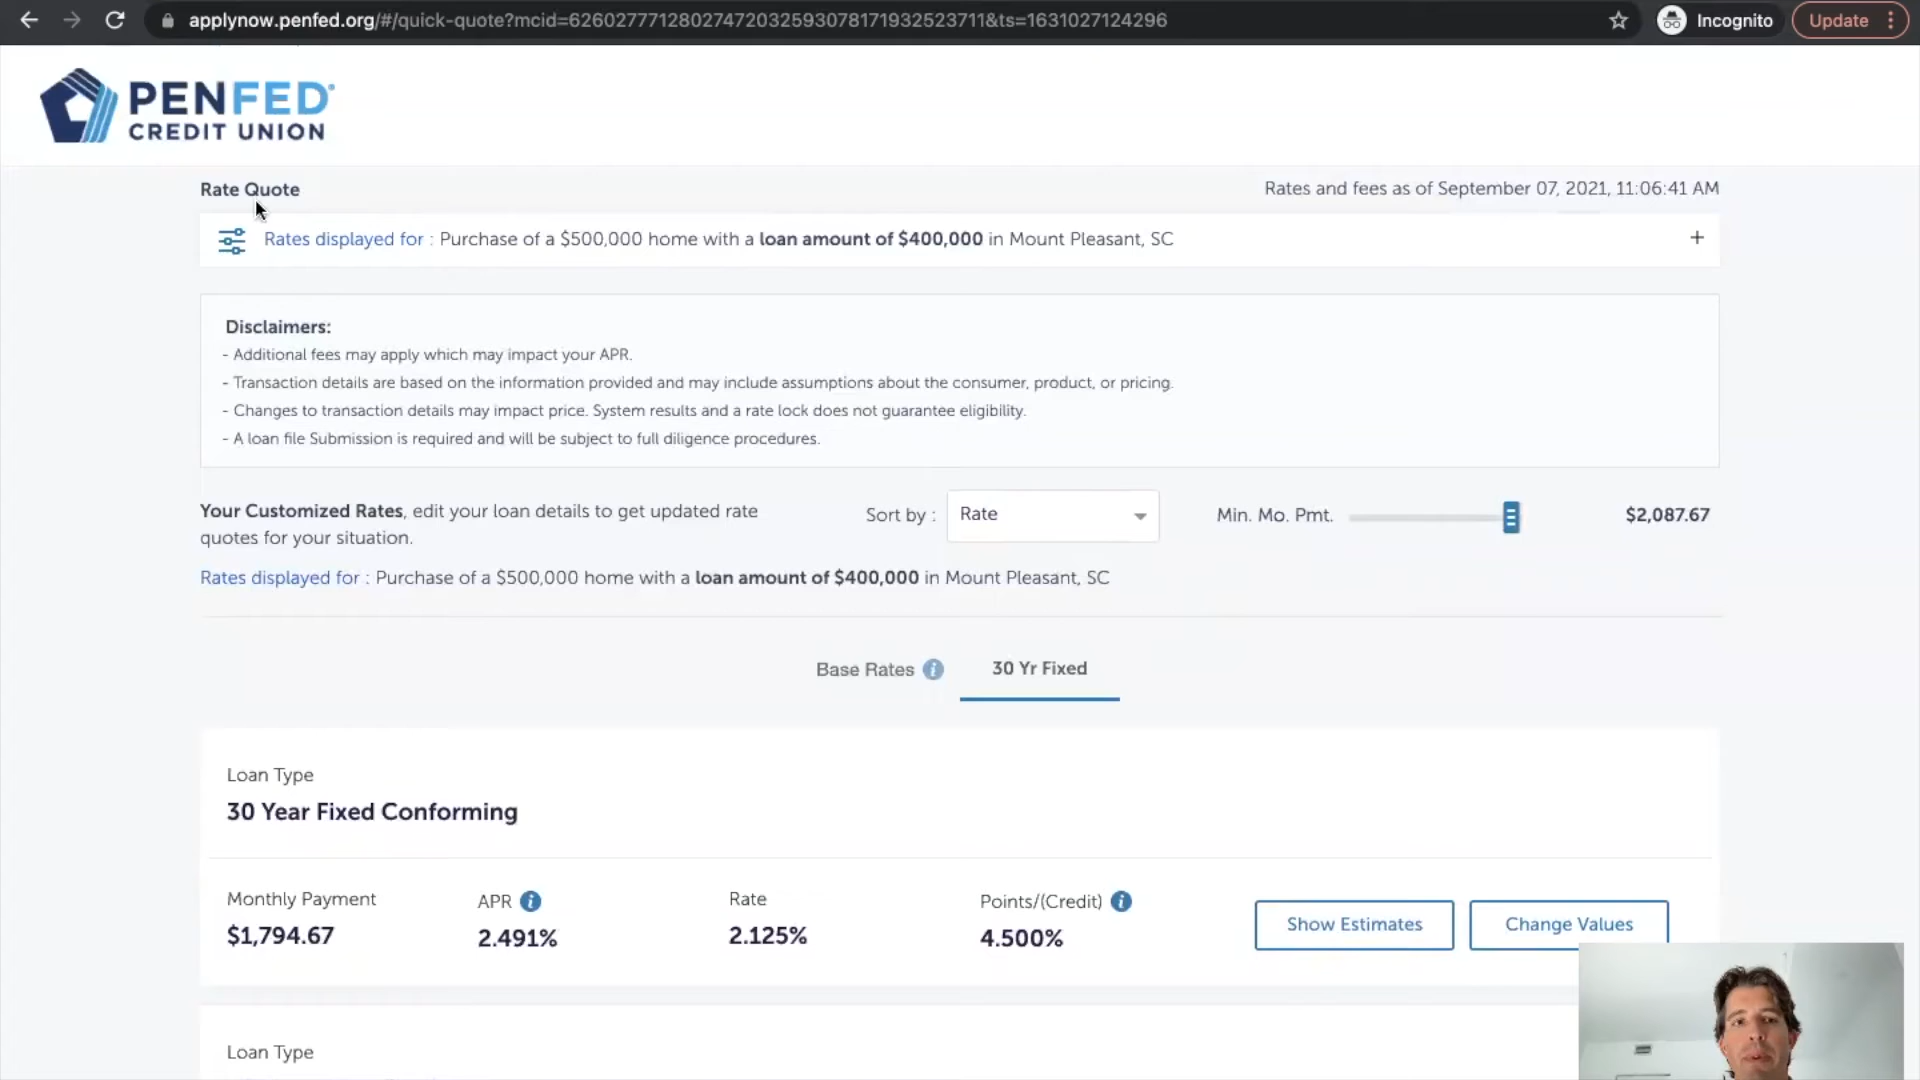 applynow.penfed.org/#/quick-quote?mcid=62602777128027472032593078171932523711&ts=1631027124296
Incognito
Update
PENFED®
CREDIT UNION
Rate Quote
Rates and fees as of September 07, 2021, 11:06:41 AM
Rates displayed for : Purchase of a $500,000 home with a loan amount of $400,000 in Mount Pleasant, SC
+
Disclaimers:
- Additional fees may apply which may impact your APR.
- Transaction details are based on the information provided and may include assumptions about the consumer, product, or pricing.
- Changes to transaction details may impact price. System results and a rate lock does not guarantee eligibility.
- A loan file Submission is required and will be subject to full diligence procedures.
Your Customized Rates, edit your loan details to get updated rate
quotes for your situation.
Sort by :
Rate
Min. Mo. Pmt.
$2,087.67
Rates displayed for : Purchase of a $500,000 home with a loan amount of $400,000 in Mount Pleasant, SC
Base Rates i
30 Yr Fixed
Loan Type
30 Year Fixed Conforming
Monthly Payment
$1,794.67
APR i
2.491%
Rate
2.125%
Points/(Credit) i
4.500%
Show Estimates
Change Values
Loan Type